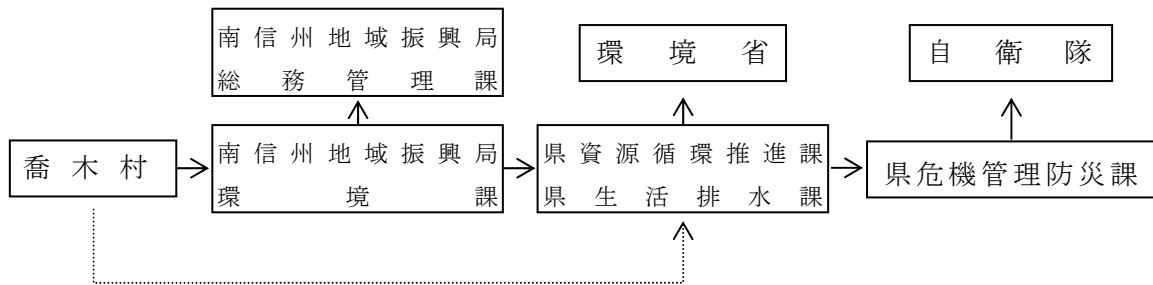 南信州地域振興局
総務管理課
環境省
自衛隊
喬木村
南信州地域振興局
環境課
県資源循環推進課
県生活排水課
県危機管理防災課